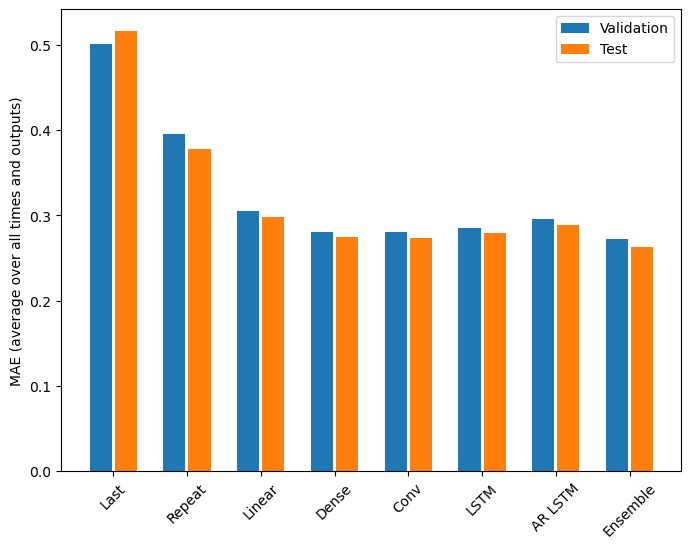 MAE (average over all times and outputs)
0.5
0.4
0.3
0.2
0.1
0.0
Validation
Test
Last
Repeat
Linear
Dense
Conv
LSTM
AR LSTM
Ensemble